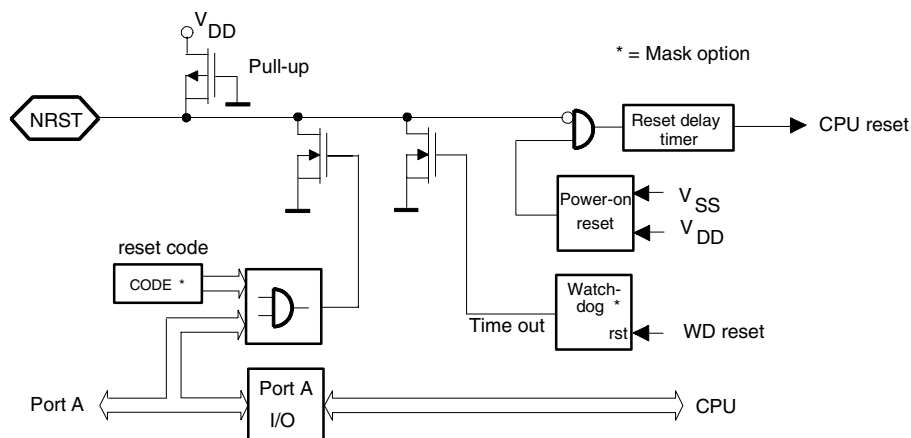 VDD
Pull-up
* = Mask option
NRST
Reset delay
timer
CPU reset
Power-on
reset
VSS
VDD
reset code
CODE *
Watch-
dog *
rst
Time out
WD reset
Port A
Port A
I/O
CPU